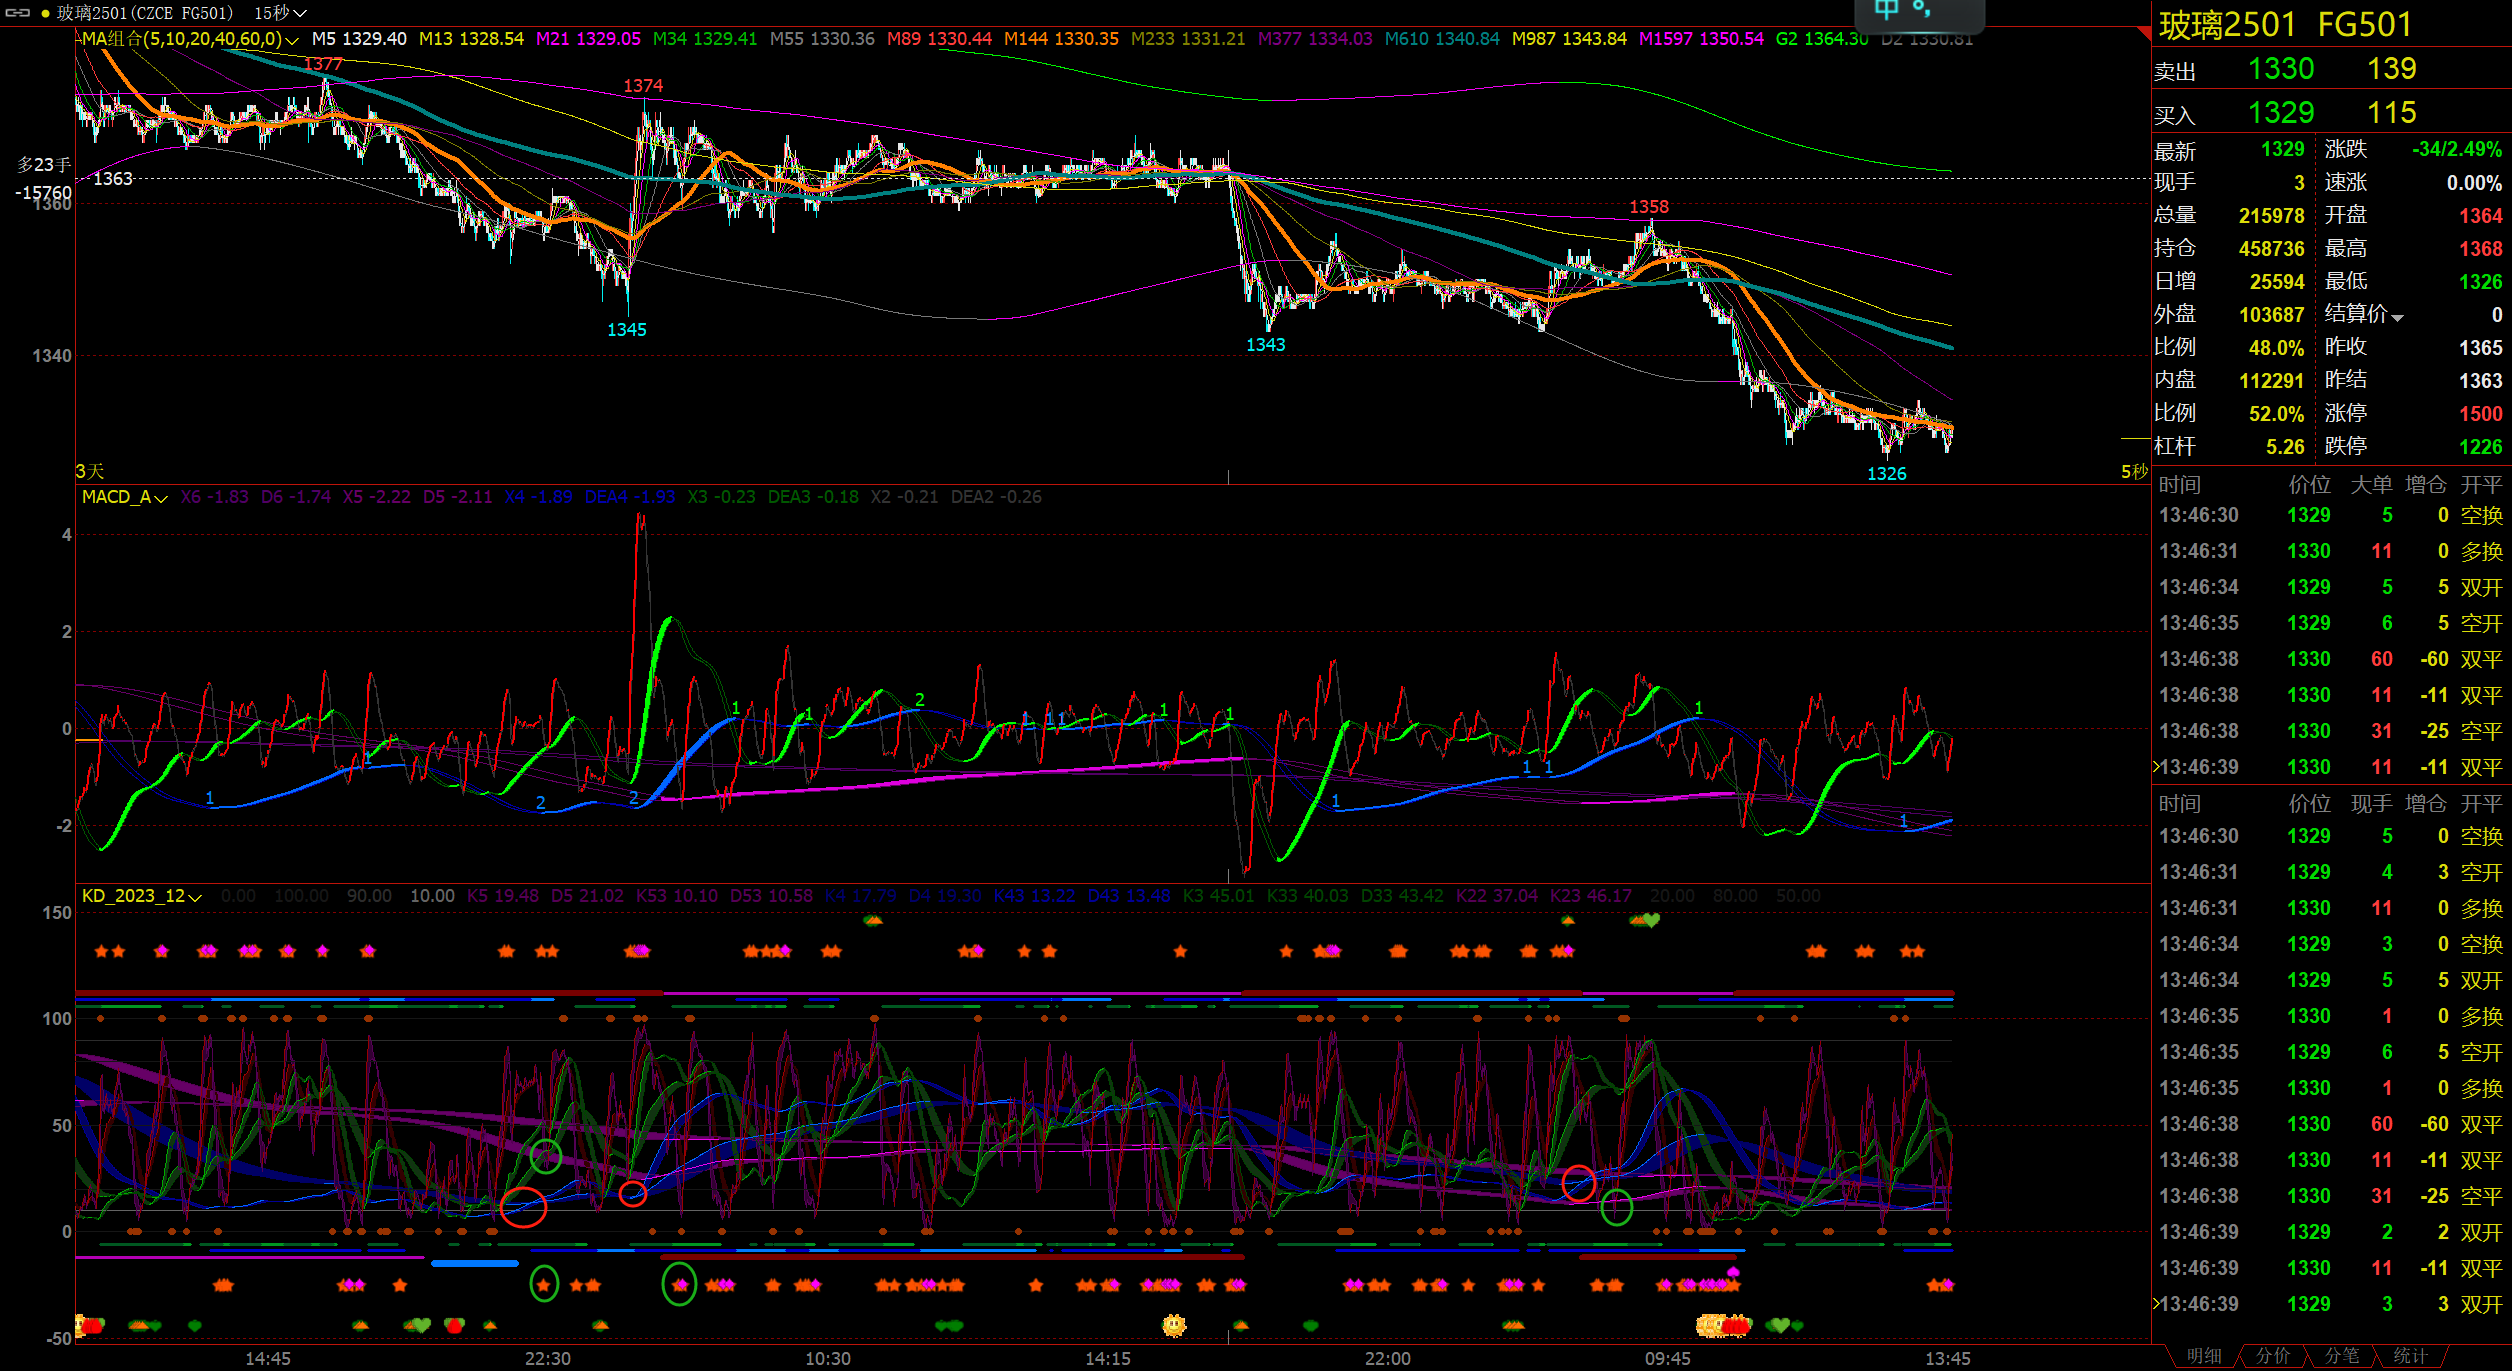 玻璃2501(CZCE FG501) 15秒
中 °,
MA组合(5,10,20,40,60,0) M5 1329.40 M13 1328.54 M21 1329.05 M34 1329.41 M55 1330.36 M89 1330.44 M144 1330.35 M233 1331.21 M377 1334.03 M610 1340.84 M987 1343.84 M1597 1350.54 G2 1364.30 D2 1330.81
1377
1374
多23手
1363
-15760
1360
1358
1345
1343
1340
3天
1326
5秒
MACD_A X6 -1.83 D6 -1.74 X5 -2.22 D5 -2.11 X4 -1.89 DEA4 -1.93 X3 -0.23 DEA3 -0.18 X2 -0.21 DEA2 -0.26
4
2
2
1 1 1 11 1 1 1
0
1
1 1
1 2 2 1
1
-2
KD_2023_12 0.00 100.00 90.00 10.00 K5 19.48 D5 21.02 K53 10.10 D53 10.58 K4 17.79 D4 19.30 K43 13.22 D43 13.48 K3 45.01 K33 40.03 D33 43.42 K22 37.04 K23 46.17 20.00 80.00 50.00
150
100
50
0
-50
14:45 22:30 10:30 14:15 22:00 09:45 13:45
玻璃2501 FG501
卖出 1330 139
买入 1329 115
最新 1329 涨跌 -34/2.49%
现手 3 速涨 0.00%
总量 215978 开盘 1364
持仓 458736 最高 1368
日增 25594 最低 1326
外盘 103687 结算价 0
比例 48.0% 昨收 1365
内盘 112291 昨结 1363
比例 52.0% 涨停 1500
杠杆 5.26 跌停 1226
时间 价位 大单 增仓 开平
13:46:30 1329 5 0 空换
13:46:31 1330 11 0 多换
13:46:34 1329 5 5 双开
13:46:35 1329 6 5 空开
13:46:38 1330 60 -60 双平
13:46:38 1330 11 -11 双平
13:46:38 1330 31 -25 空平
13:46:39 1330 11 -11 双平
时间 价位 现手 增仓 开平
13:46:30 1329 5 0 空换
13:46:31 1329 4 3 空开
13:46:31 1330 11 0 多换
13:46:34 1329 3 0 空换
13:46:34 1329 5 5 双开
13:46:35 1330 1 0 多换
13:46:35 1329 6 5 空开
13:46:35 1330 1 0 多换
13:46:38 1330 60 -60 双平
13:46:38 1330 11 -11 双平
13:46:38 1330 31 -25 空平
13:46:39 1329 2 2 双开
13:46:39 1330 11 -11 双平
13:46:39 1329 3 3 双开
明细 分价 分笔 统计